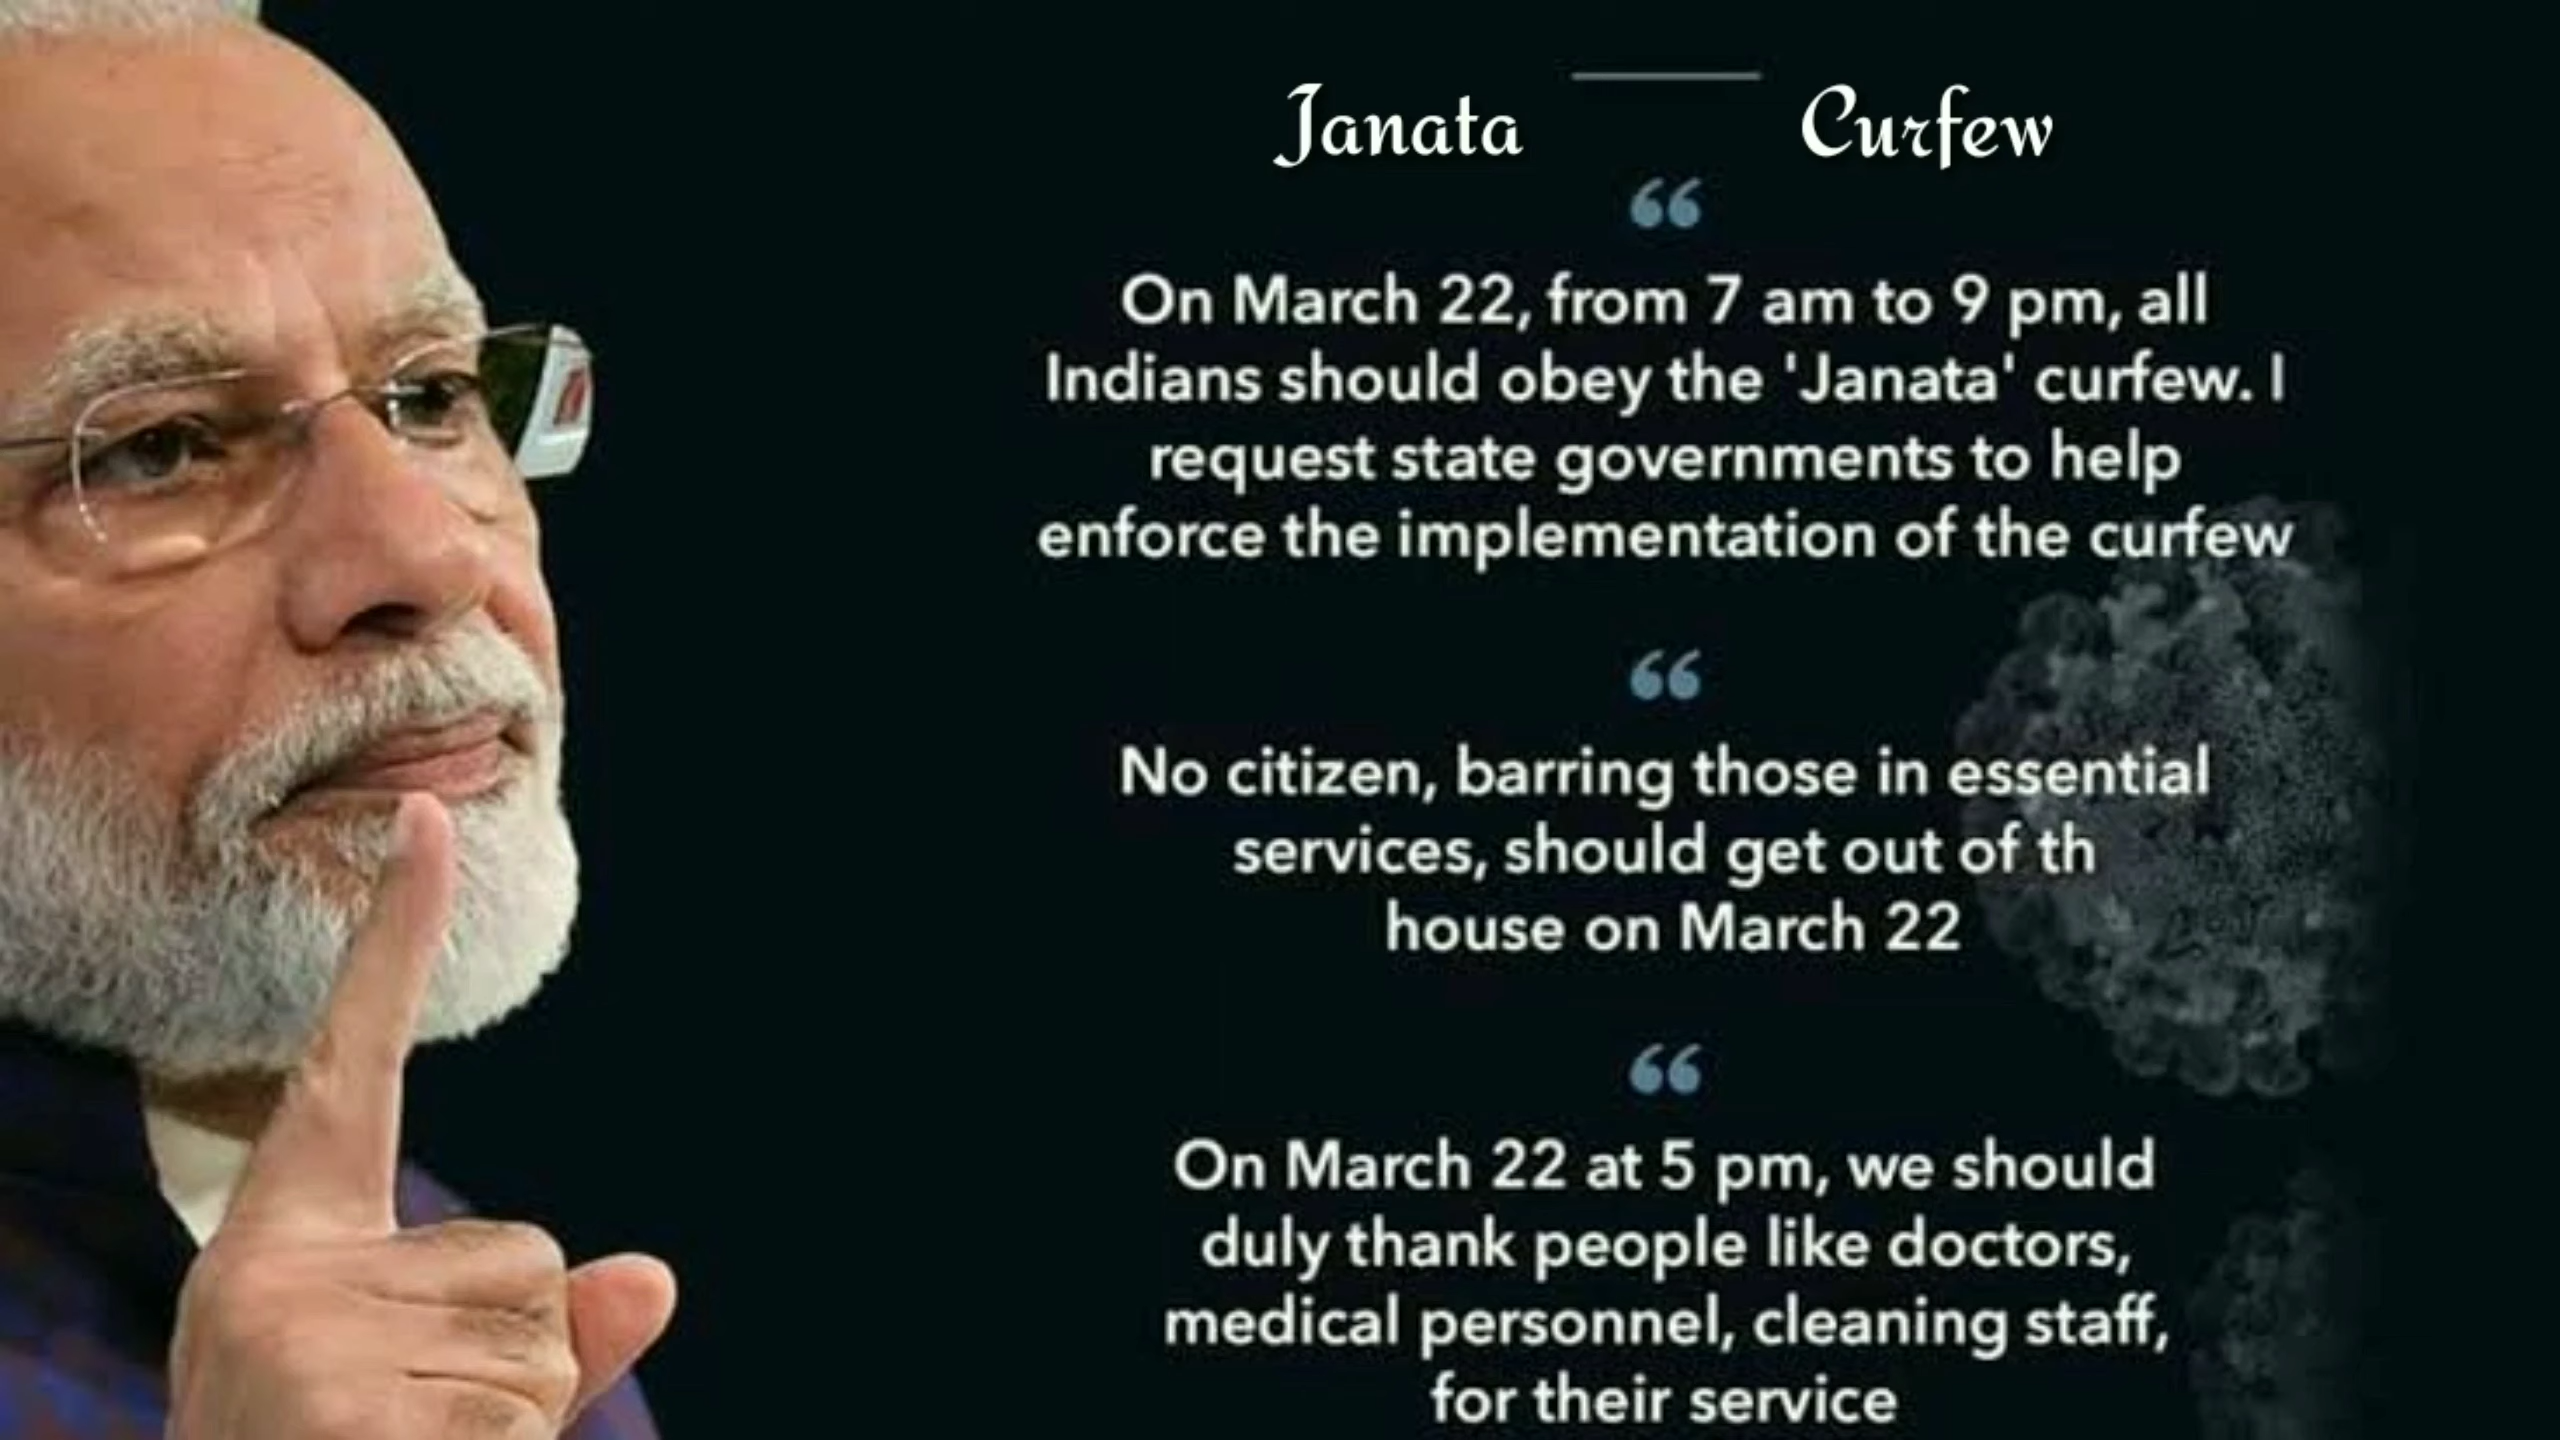 Janata Curfew
“
On March 22, from 7 am to 9 pm, all
Indians should obey the 'Janata' curfew. I
request state governments to help
enforce the implementation of the curfew
“
No citizen, barring those in essential
services, should get out of th
house on March 22
“
On March 22 at 5 pm, we should
duly thank people like doctors,
medical personnel, cleaning staff,
for their service